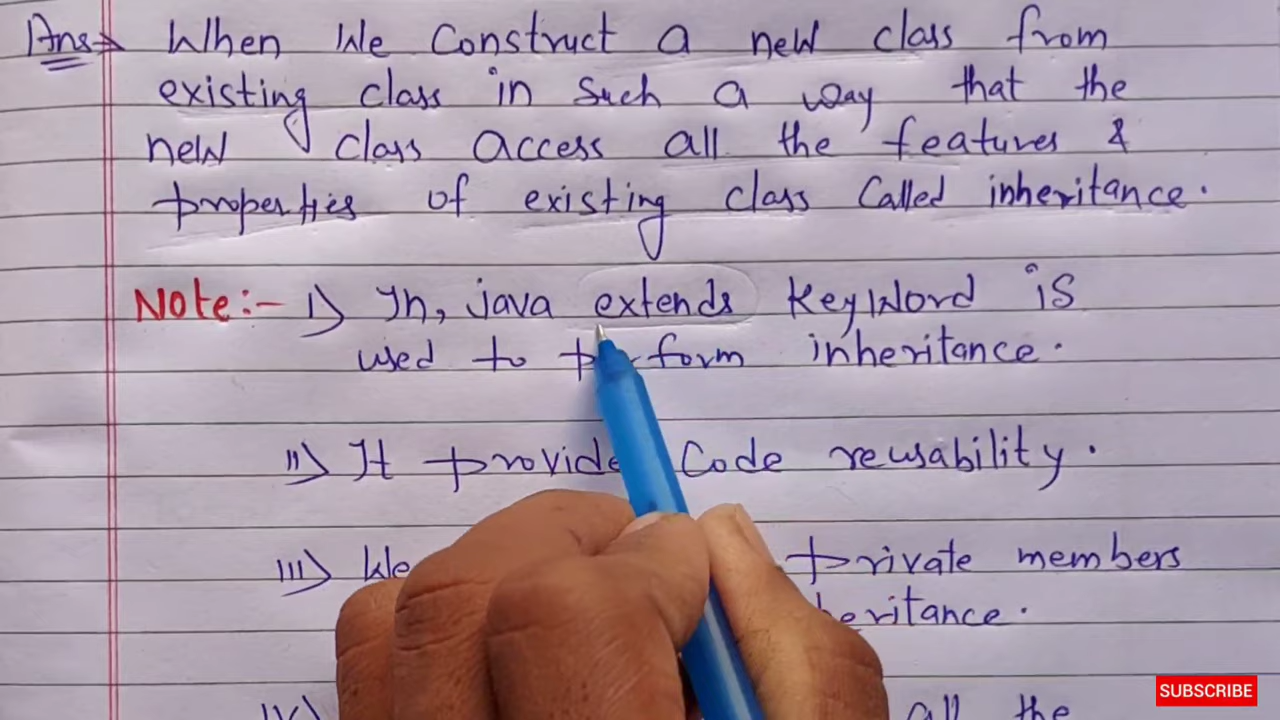 Ans⇒ When We Construct a new class from
existing class in such a way that the
new class access all the features &
properties of existing class Called inheritance.
Note:- i) In, java extends KeyWord is
used to perform inheritance.
ii) It provide Code reusability.
iii) We private members
heritance.
iv) all the
SUBSCRIBE